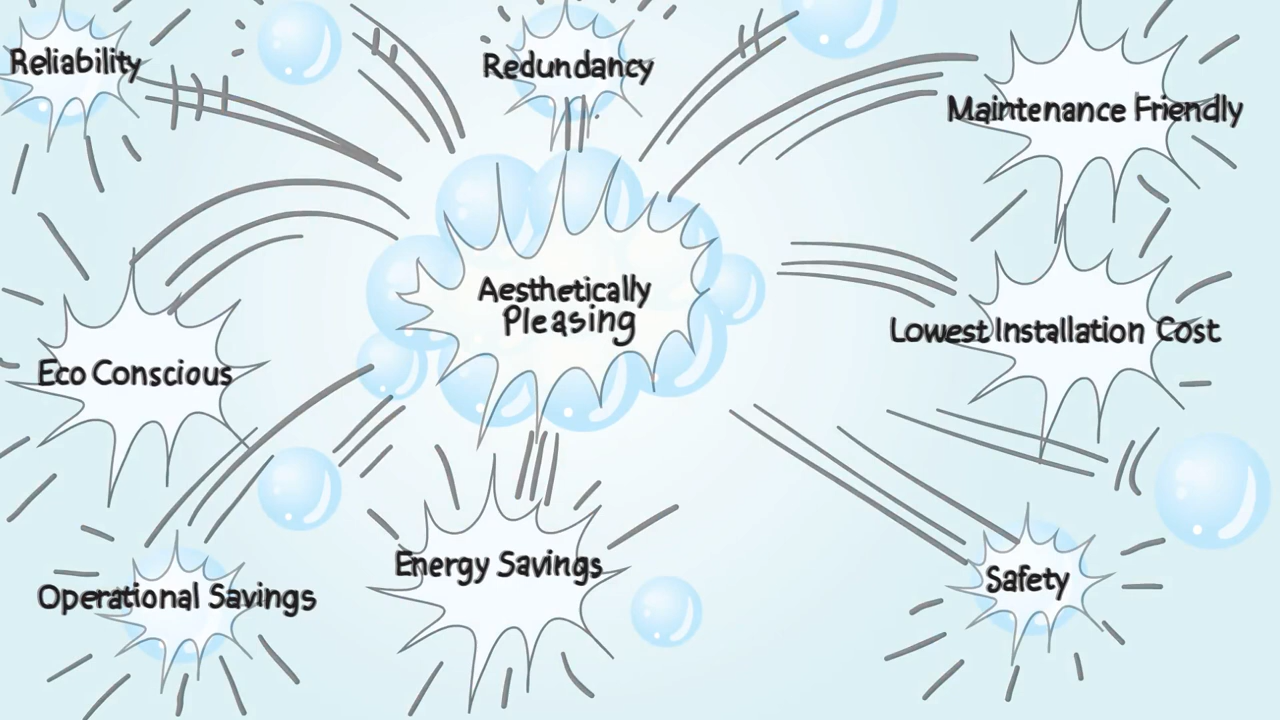 Reliability
Redundancy
Maintenance Friendly
Aesthetically
Pleasing
Lowest Installation Cost
Eco Conscious
Energy Savings
Safety
Operational Savings